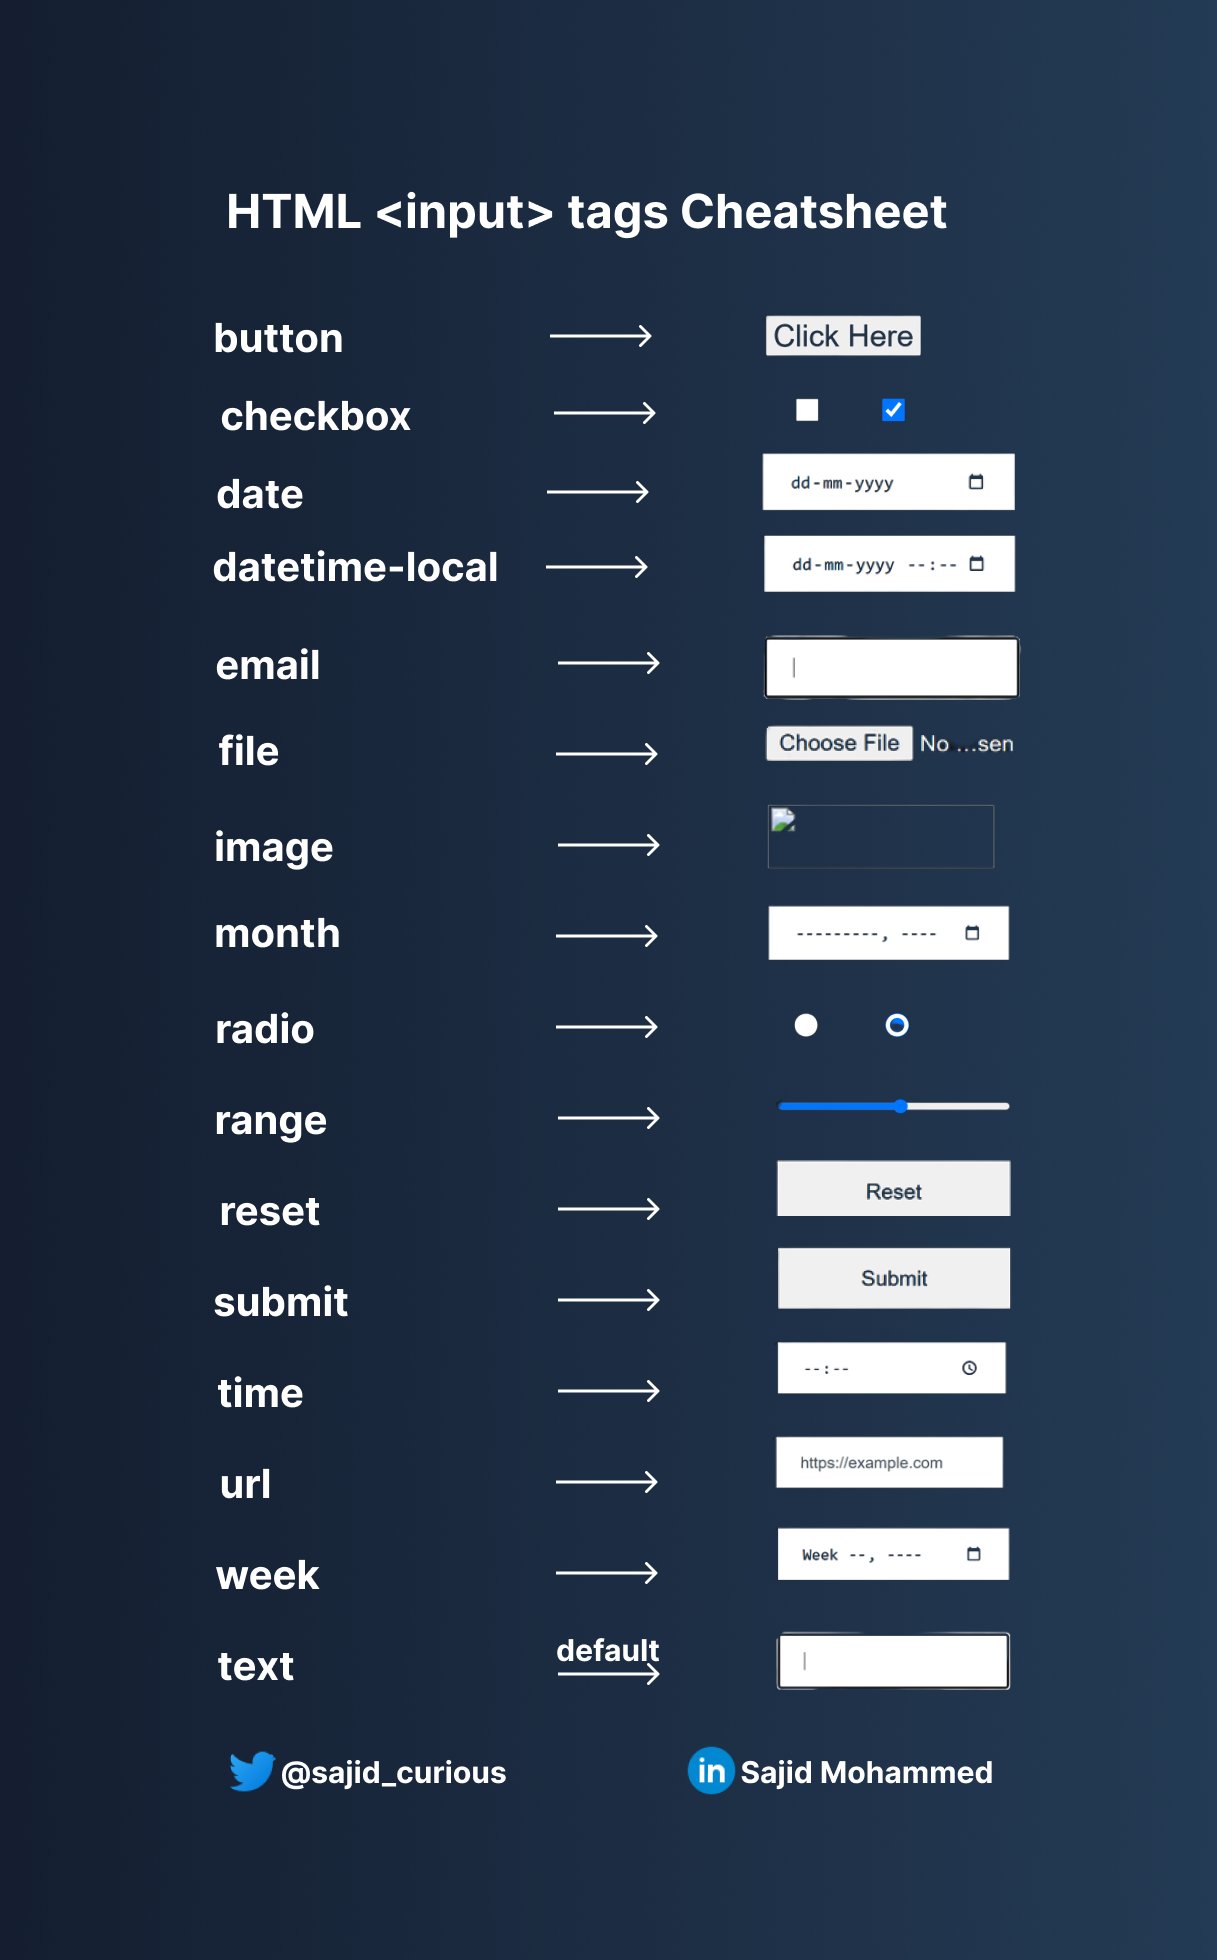 HTML <input> tags Cheatsheet
button Click Here
checkbox
date dd-mm-yyyy
datetime-local dd-mm-yyyy --:--
email
file Choose File No ...sen
image
month ---------, ----
radio
range
reset Reset
submit Submit
time --:--
url https://example.com
week Week --, ----
text default
@sajid_curious in Sajid Mohammed